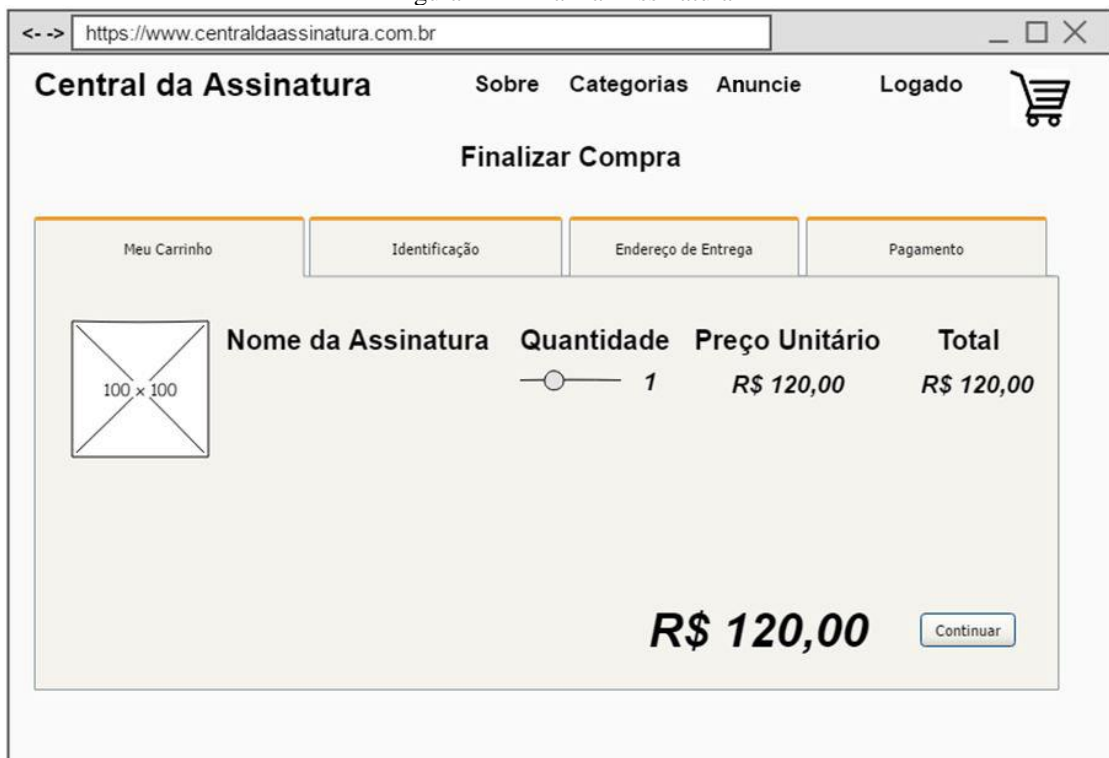 <- -> https://www.centraldaassinatura.com.br
Central da Assinatura Sobre Categorias Anuncie Logado
Finalizar Compra
Meu Carrinho Identificação Endereço de Entrega Pagamento
Nome da Assinatura Quantidade Preço Unitário Total
100 x 100 1 R$ 120,00 R$ 120,00
R$ 120,00 Continuar